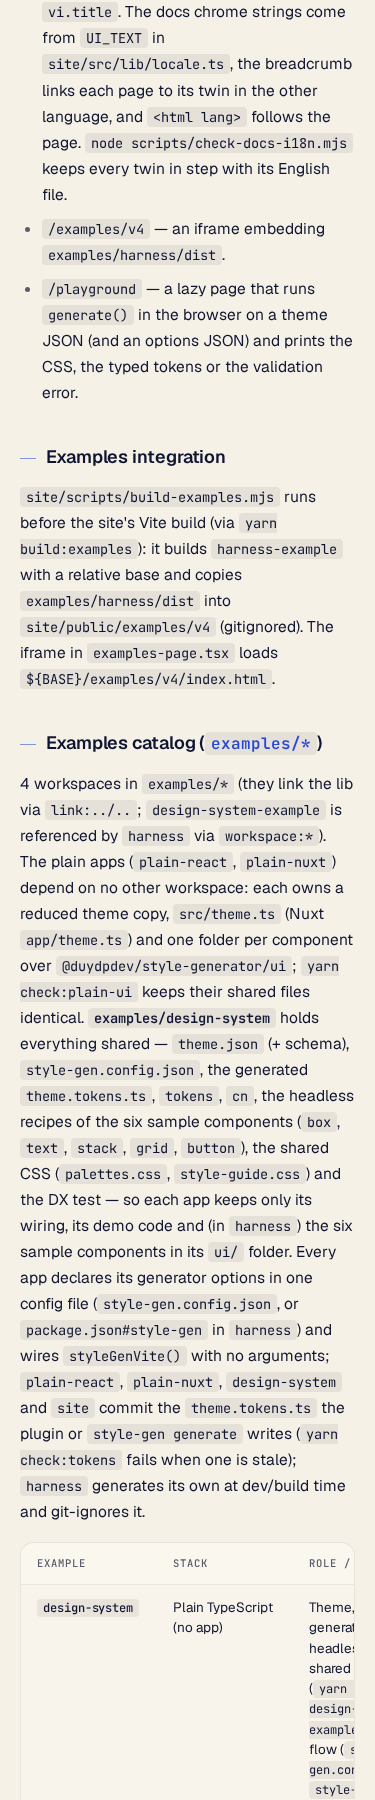 vi.title . The docs chrome strings come
from UI_TEXT in
site/src/lib/locale.ts , the breadcrumb
links each page to its twin in the other
language, and <html lang> follows the
page. node scripts/check-docs-i18n.mjs
keeps every twin in step with its English
file.
/examples/v4 — an iframe embedding
examples/harness/dist .
/playground — a lazy page that runs
generate() in the browser on a theme
JSON (and an options JSON) and prints the
CSS, the typed tokens or the validation
error.
— Examples integration
site/scripts/build-examples.mjs runs
before the site's Vite build (via yarn
build:examples ): it builds harness-example
with a relative base and copies
examples/harness/dist into
site/public/examples/v4 (gitignored). The
iframe in examples-page.tsx loads
${BASE}/examples/v4/index.html .
— Examples catalog ( examples/* )
4 workspaces in examples/* (they link the lib
via link:../.. ; design-system-example is
referenced by harness via workspace:* ).
The plain apps ( plain-react , plain-nuxt )
depend on no other workspace: each owns a
reduced theme copy, src/theme.ts (Nuxt
app/theme.ts ) and one folder per component
over @duydpdev/style-generator/ui ; yarn
check:plain-ui keeps their shared files
identical. examples/design-system holds
everything shared — theme.json (+ schema),
style-gen.config.json , the generated
theme.tokens.ts , tokens , cn , the headless
recipes of the six sample components ( box ,
text , stack , grid , button ), the shared
CSS ( palettes.css , style-guide.css ) and
the DX test — so each app keeps only its
wiring, its demo code and (in harness ) the six
sample components in its ui/ folder. Every
app declares its generator options in one
config file ( style-gen.config.json , or
package.json#style-gen in harness ) and
wires styleGenVite() with no arguments;
plain-react , plain-nuxt , design-system
and site commit the theme.tokens.ts the
plugin or style-gen generate writes ( yarn
check:tokens fails when one is stale);
harness generates its own at dev/build time
and git-ignores it.
EXAMPLE STACK ROLE /
design-system Plain TypeScript Theme,
(no app) generat
headles
shared
( yarn
design-
example
flow ( s
gen.con
style-